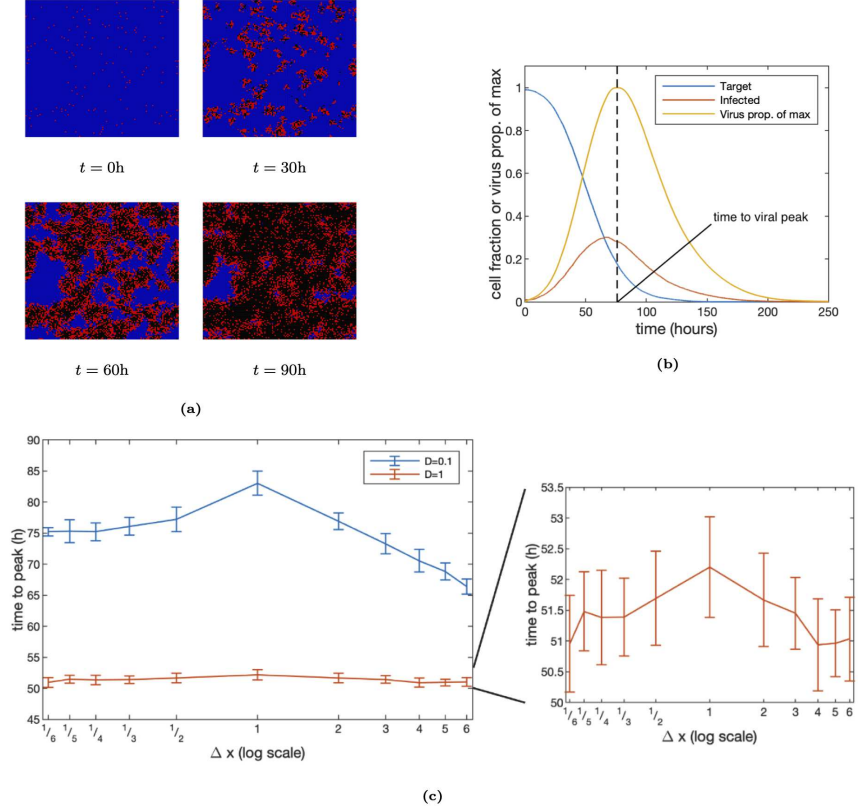 t = 0h
t = 30h
t = 60h
t = 90h
(a)
cell fraction or virus prop. of max
1
0.8
0.6
0.4
0.2
0
0 50 100 150 200 250
time (hours)
Target
Infected
Virus prop. of max
time to viral peak
(b)
time to peak (h)
90
85
80
75
70
65
60
55
50
45
1/6 1/5 1/4 1/3 1/2 1 2 3 4 5 6
Δ x (log scale)
D=0.1
D=1
time to peak (h)
53.5
53
52.5
52
51.5
51
50.5
50
1/6 1/5 1/4 1/3 1/2 1 2 3 4 5 6
Δ x (log scale)
(c)